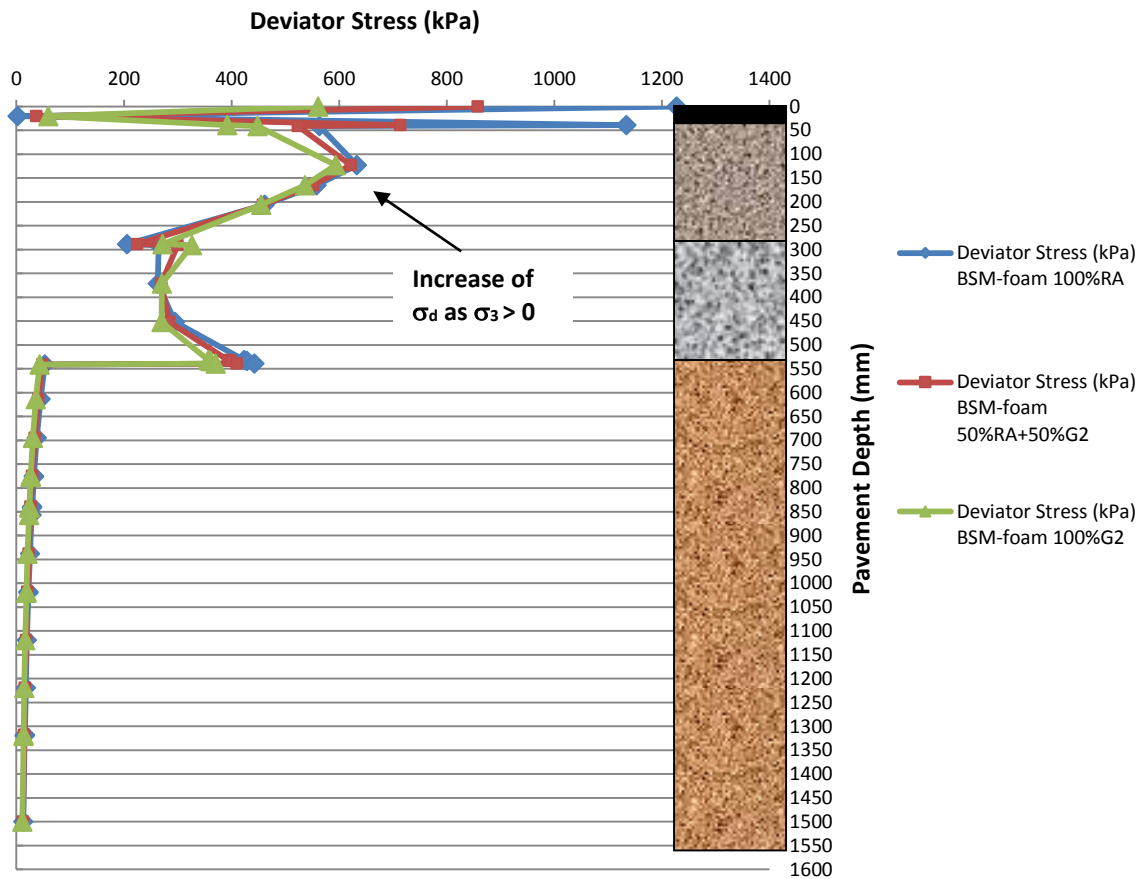 Deviator Stress (kPa)
0 200 400 600 800 1000 1200 1400
0
50
100
150
200
250
300
350
400
450
500
550
600
650
700
750
800
850
900
950
1000
1050
1100
1150
1200
1250
1300
1350
1400
1450
1500
1550
1600
Pavement Depth (mm)
Increase of
σd as σ3 > 0
Deviator Stress (kPa)
BSM-foam 100%RA
Deviator Stress (kPa)
BSM-foam
50%RA+50%G2
Deviator Stress (kPa)
BSM-foam 100%G2